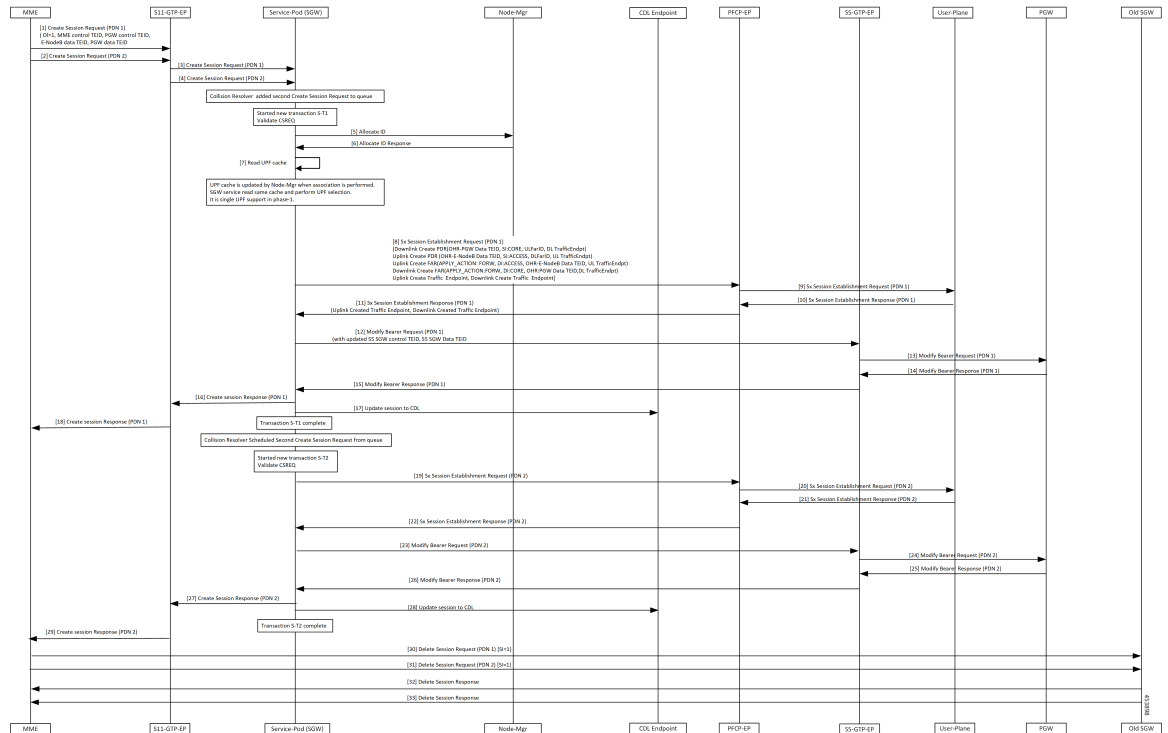 MME
S11-GTP-EP
Service-Pod (SGW)
Node-Mgr
CDL Endpoint
PFCP-EP
S5-GTP-EP
User-Plane
PGW
Old SGW
[1] Create Session Request (PDN 1)
( OI=1, MME control TEID, PGW control TEID,
E-NodeB data TEID, PGW data TEID
[2] Create Session Request (PDN 2)
[3] Create Session Request (PDN 1)
[4] Create Session Request (PDN 2)
Collision Resolver added second Create Session Request to queue
Started new transaction S-T1
Validate CSREQ
[5] Allocate ID
[6] Allocate ID Response
[7] Read UPF cache
UPF cache is updated by Node-Mgr when association is performed.
SGW service read same cache and perform UPF selection.
It is single UPF support in phase-1.
[8] Sx Session Establishment Request (PDN 1)
(Downlink Create PDR(OHR-PGW Data TEID, SI:CORE, ULFarID, DL TrafficEndpt)
Uplink Create PDR (OHR-E-NodeB Data TEID, SI:ACCESS, DLFarID, UL TrafficEndpt)
Uplink Create FAR(APPLY_ACTION: FORW, DI:ACCESS, OHR-E-NodeB Data TEID, UL TrafficEndpt)
Downlink Create FAR(APPLY_ACTION:FORW, DI:CORE, OHR:PGW Data TEID,DL TrafficEndpt)
Uplink Create Traffic Endpoint, Downlink Create Traffic Endpoint)
[9] Sx Session Establishment Request (PDN 1)
[10] Sx Session Establishment Response (PDN 1)
[11] Sx Session Establishment Response (PDN 1)
(Uplink Created Traffic Endpoint, Downlink Created Traffic Endpoint)
[12] Modify Bearer Request (PDN 1)
(with updated S5 SGW control TEID, S5 SGW Data TEID
[13] Modify Bearer Request (PDN 1)
[14] Modify Bearer Response (PDN 1)
[15] Modify Bearer Response (PDN 1)
[16] Create session Response (PDN 1)
[17] Update session to CDL
[18] Create session Response (PDN 1)
Transaction S-T1 complete
Collision Resolver Scheduled Second Create Session Request from queue
Started new transaction S-T2
Validate CSREQ
[19] Sx Session Establishment Request (PDN 2)
[20] Sx Session Establishment Request (PDN 2)
[21] Sx Session Establishment Response (PDN 2)
[22] Sx Session Establishment Response (PDN 2)
[23] Modify Bearer Request (PDN 2)
[24] Modify Bearer Request (PDN 2)
[25] Modify Bearer Response (PDN 2)
[26] Modify Bearer Response (PDN 2)
[27] Create Session Response (PDN 2)
[28] Update session to CDL
Transaction S-T2 complete
[29] Create session Response (PDN 2)
[30] Delete Session Request (PDN 1) [SI=1]
[31] Delete Session Request (PDN 2) [SI=1]
[32] Delete Session Response
[33] Delete Session Response
453898
MME
S11-GTP-EP
Service-Pod (SGW)
Node-Mgr
CDL Endpoint
PFCP-EP
S5-GTP-EP
User-Plane
PGW
Old SGW